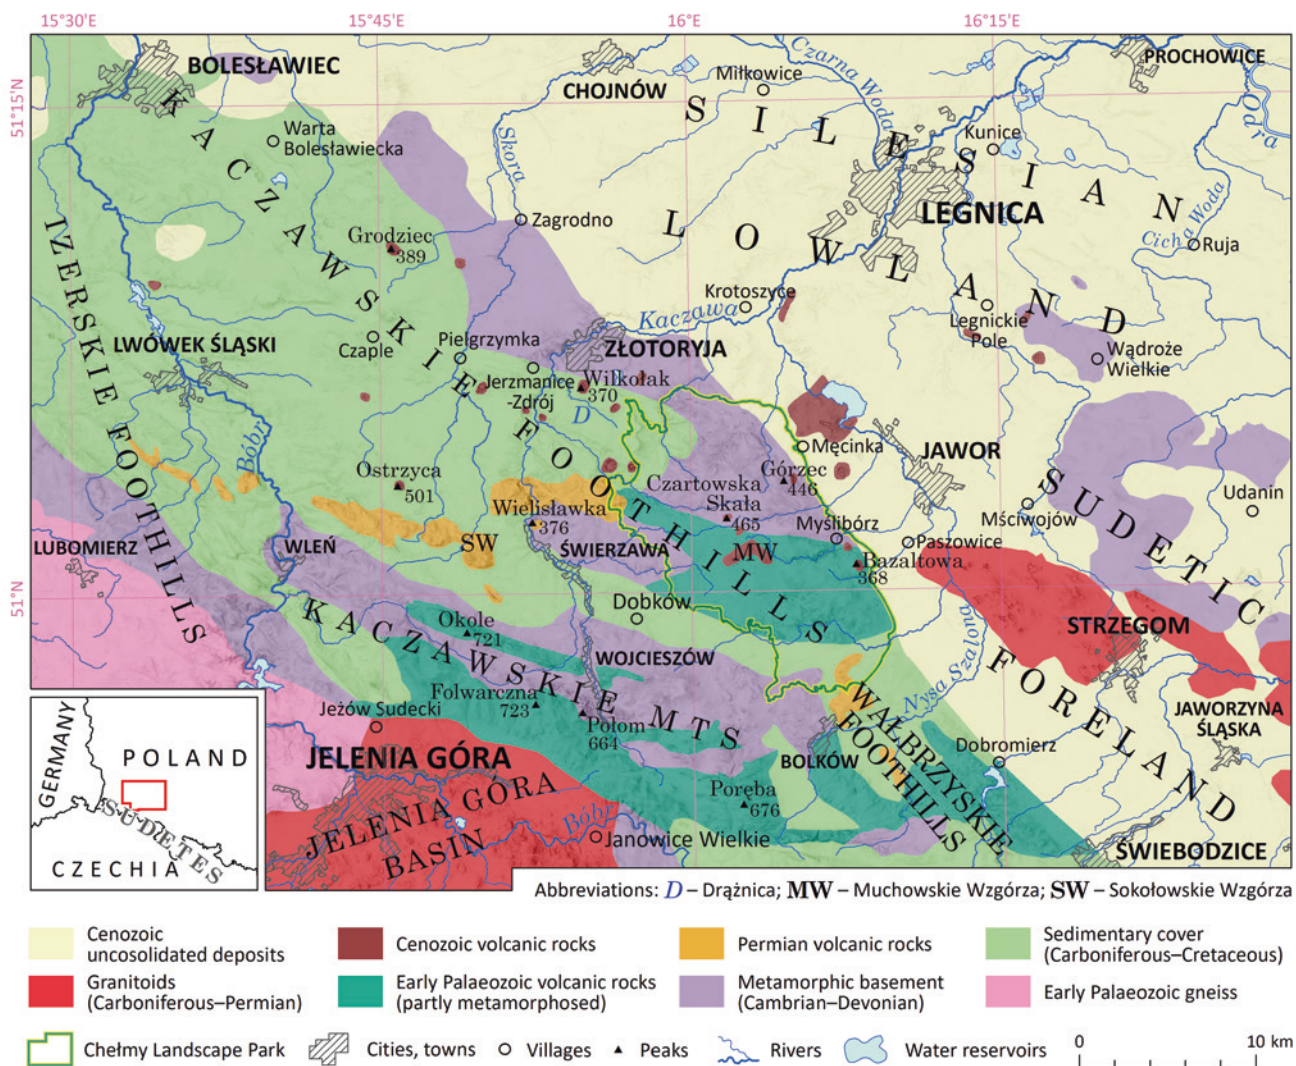 15°30'E
15°45'E
16°E
16°15'E
51°15'N
51°N
BOLESŁAWIEC
CHOJNÓW
Miłkowice
Czarna Woda
PROCHOWICE
Odra
Warta
Bolesławiecka
Skora
Kunice
SILESIAN
LOWLAND
LEGNICA
Zagrodno
Cicha Woda
Ruja
Grodziec
389
KACZAWSKIE
FOOTHILLS
IZERSKIE
FOOTHILLS
Krotoszyce
Kaczawa
Legnickie
Pole
Wądroże
Wielkie
LWÓWEK ŚLĄSKI
Czaple
Pielgrzymka
ZŁOTORYJA
Jerzmanice
-Zdrój
Wilkołak
370
D
Bóbr
Męcinka
JAWOR
Ostrzyca
501
Czartowska
Skała
465
Górzec
446
Udanin
SUDETIC
FORELAND
Mściwojów
Wielisławka
376
Myślibórz
Paszowice
LUBOMIERZ
WLEŃ
SW
ŚWIERZAWA
MW
Bazaltowa
368
Dobków
Okole
721
KACZAWSKIE MTS
WOJCIESZÓW
STRZEGOM
Nysa Szalona
Folwarczna
723
Połom
664
WAŁBRZYSKIE
FOOTHILLS
JAWORZYNA
ŚLĄSKA
Jeżów Sudecki
JELENIA GÓRA
BOLKÓW
Dobromierz
Poręba
676
JELENIA GÓRA
BASIN
Bóbr
Janowice Wielkie
ŚWIEBODZICE
GERMANY
POLAND
SUDETES
CZECHIA
Abbreviations: D – Drążnica; MW – Muchowskie Wzgórza; SW – Sokołowskie Wzgórza
Cenozoic
uncosolidated deposits
Cenozoic volcanic rocks
Permian volcanic rocks
Sedimentary cover
(Carboniferous–Cretaceous)
Granitoids
(Carboniferous–Permian)
Early Palaeozoic volcanic rocks
(partly metamorphosed)
Metamorphic basement
(Cambrian–Devonian)
Early Palaeozoic gneiss
Chełmy Landscape Park
Cities, towns
Villages
Peaks
Rivers
Water reservoirs
0
10 km